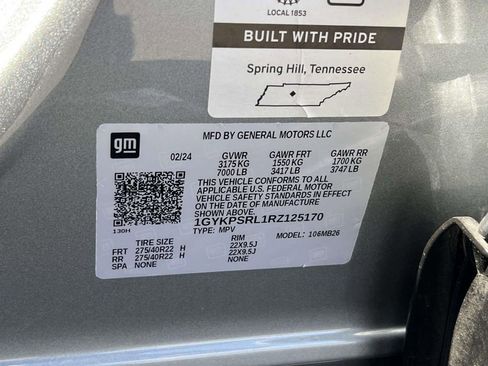 LOCAL 1853
BUILT WITH PRIDE
Spring Hill, Tennessee
gm
MFD BY GENERAL MOTORS LLC
02/24 GVWR GAWR FRT GAWR RR
3175 KG 1550 KG 1700 KG
7000 LB 3417 LB 3747 LB
THIS VEHICLE CONFORMS TO ALL
APPLICABLE U.S. FEDERAL MOTOR
VEHICLE SAFETY STANDARDS IN EFFECT
ON THE DATE OF MANUFACTURE
1GYKPSRL1RZ125170
130H TYPE: MPV MODEL: 106MB26
TIRE SIZE RIM
FRT 275/40R22 H 22X9.5J
RR 275/40R22 H 22X9.5J
SPA NONE NONE